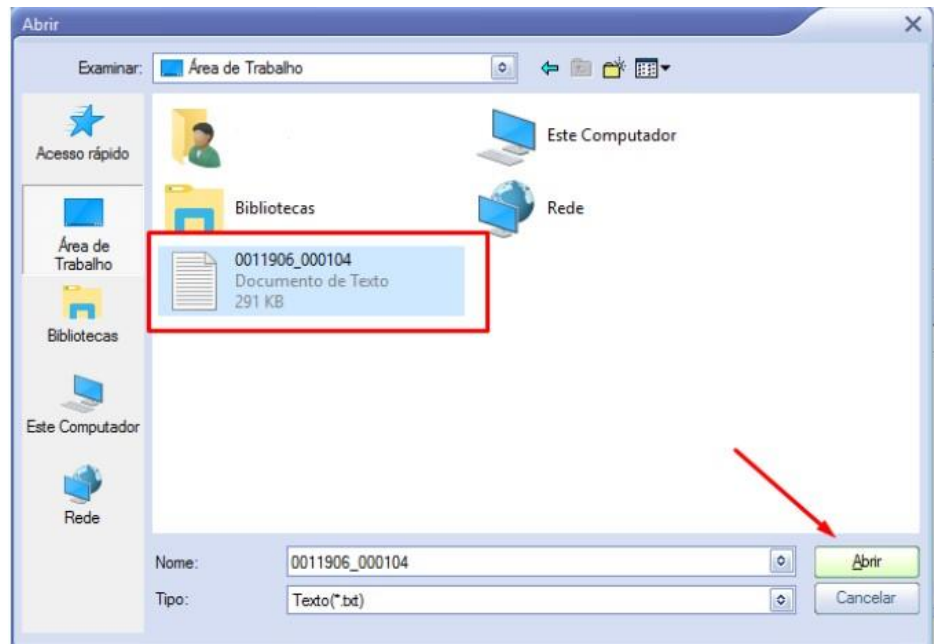 Abrir
Examinar:
Área de Trabalho
Acesso rápido
Área de
Trabalho
Bibliotecas
Este Computador
Rede
Este Computador
Bibliotecas
Rede
0011906_000104
Documento de Texto
291 KB
Nome:
0011906_000104
Abrir
Tipo:
Texto(*.txt)
Cancelar